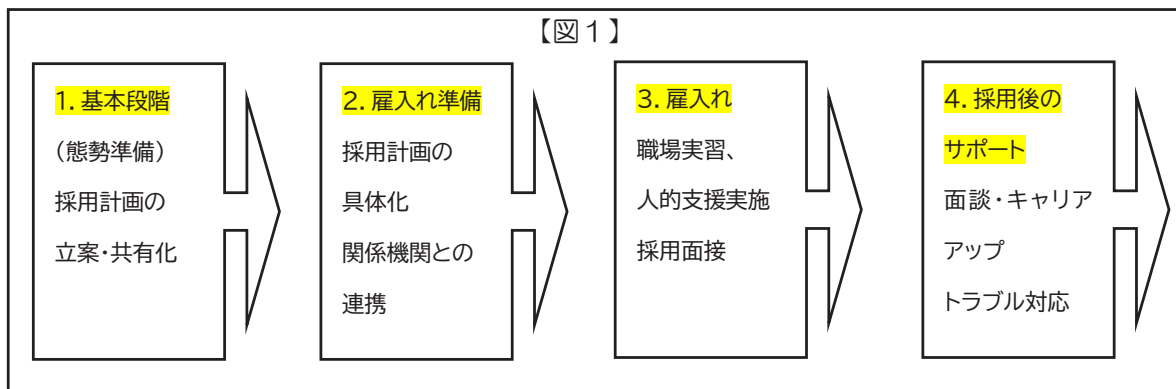 【図1】
1.基本段階
(態勢準備)
採用計画の
立案・共有化
2.雇入れ準備
採用計画の
具体化
関係機関との
連携
3.雇入れ
職場実習、
人的支援実施
採用面接
4.採用後の
サポート
面談・キャリア
アップ
トラブル対応